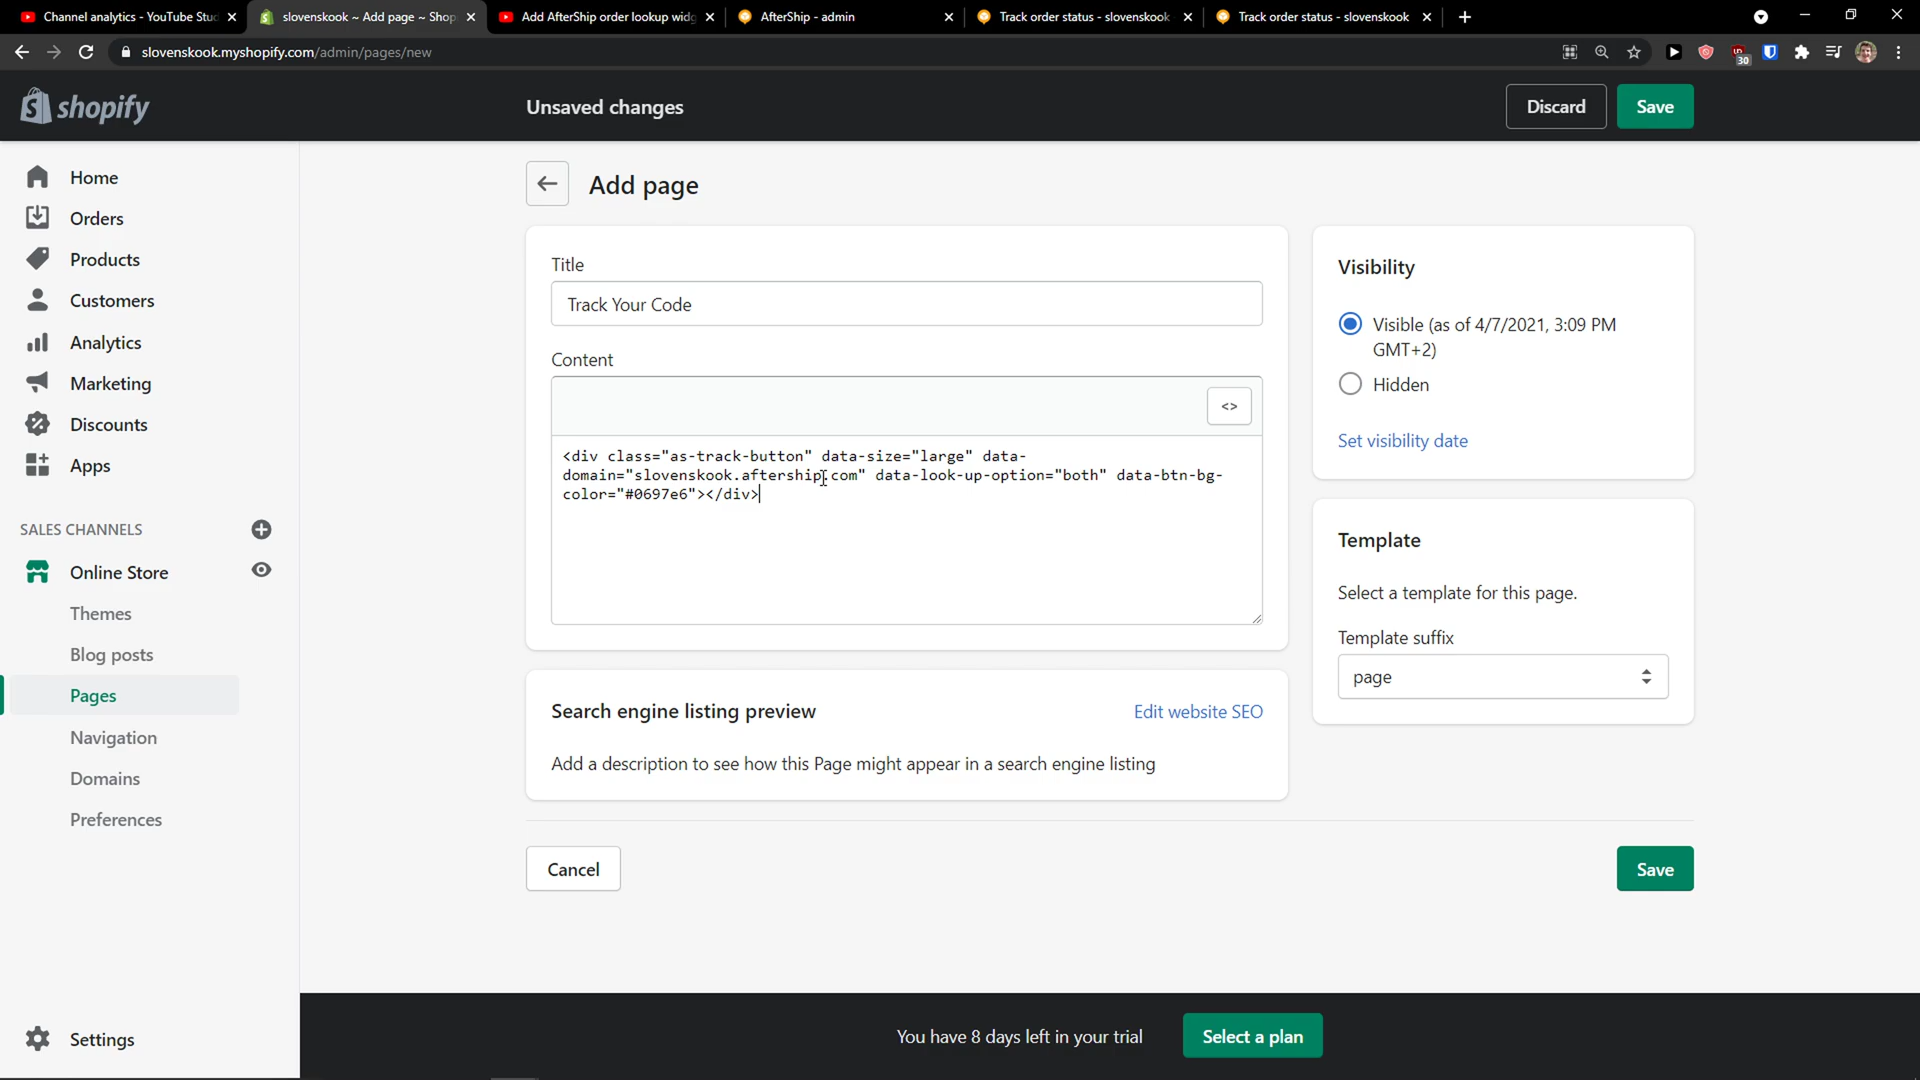 Channel analytics - YouTube Stu
slovenskook ~ Add page ~ Shop
Add AfterShip order lookup widg
AfterShip - admin
Track order status - slovenskook
Track order status - slovenskook
slovenskook.myshopify.com/admin/pages/new
30
shopify
Unsaved changes
Discard
Save
Home
Orders
Products
Customers
Analytics
Marketing
Discounts
Apps
SALES CHANNELS
Online Store
Themes
Blog posts
Pages
Navigation
Domains
Preferences
Settings
Add page
Title
Track Your Code
Content
<>
<div class="as-track-button" data-size="large" data-
domain="slovenskook.aftership.com" data-look-up-option="both" data-btn-bg-
color="#0697e6"></div>
Search engine listing preview
Edit website SEO
Add a description to see how this Page might appear in a search engine listing
Visibility
Visible (as of 4/7/2021, 3:09 PM
GMT+2)
Hidden
Set visibility date
Template
Select a template for this page.
Template suffix
page
Cancel
Save
You have 8 days left in your trial
Select a plan